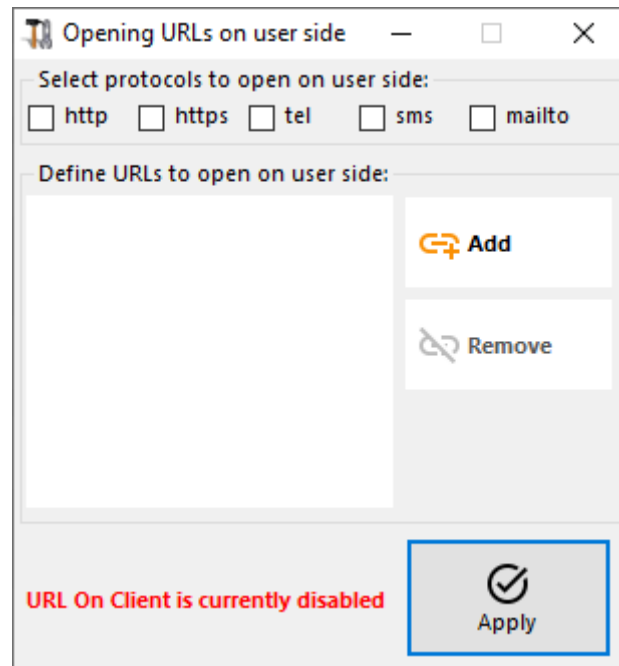 Opening URLs on user side
Select protocols to open on user side:
http https tel sms mailto
Define URLs to open on user side:
Add
Remove
URL On Client is currently disabled
Apply